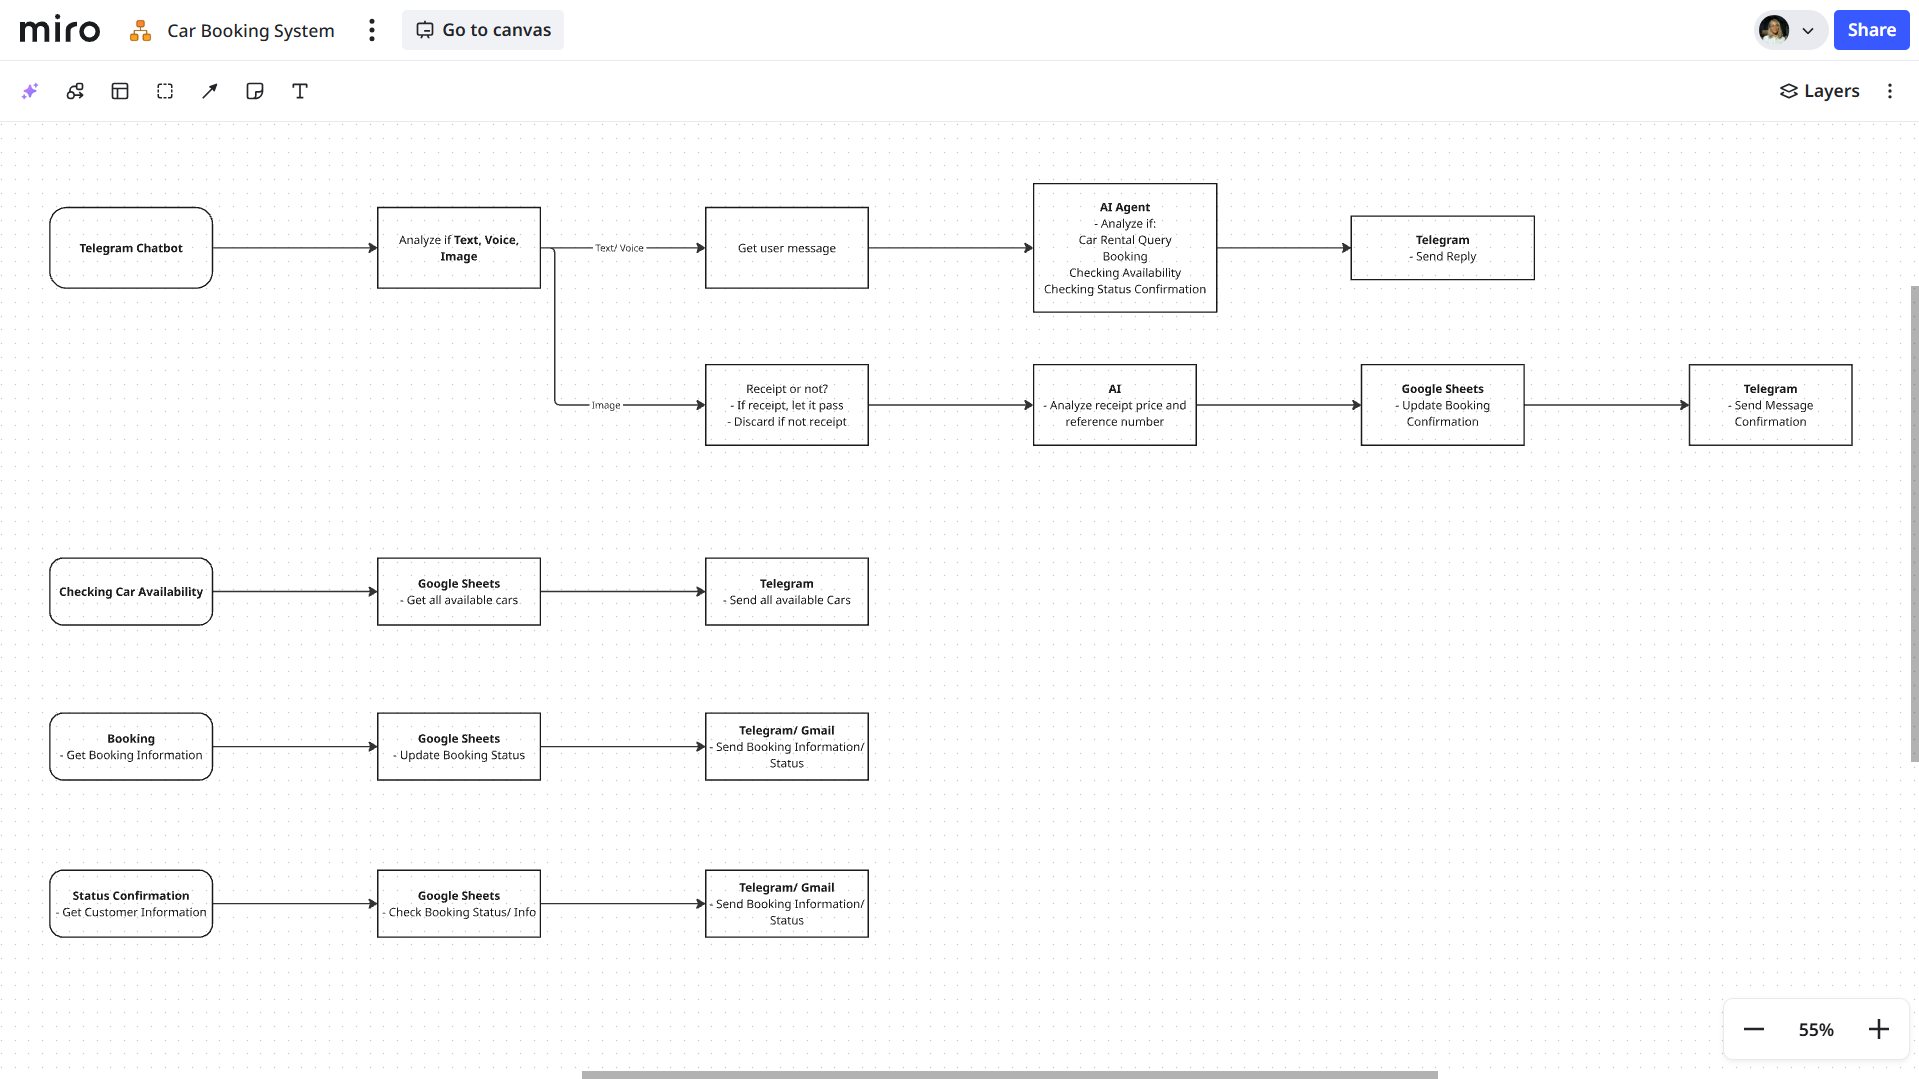 miro
Car Booking System
Go to canvas
Share
Layers
Telegram Chatbot
Analyze if Text, Voice,
Image
Text/ Voice
Get user message
AI Agent
- Analyze if:
Car Rental Query
Booking
Checking Availability
Checking Status Confirmation
Telegram
- Send Reply
Image
Receipt or not?
- If receipt, let it pass
- Discard if not receipt
AI
- Analyze receipt price and
reference number
Google Sheets
- Update Booking
Confirmation
Telegram
- Send Message
Confirmation
Checking Car Availability
Google Sheets
- Get all available cars
Telegram
- Send all available Cars
Booking
- Get Booking Information
Google Sheets
- Update Booking Status
Telegram/ Gmail
- Send Booking Information/
Status
Status Confirmation
- Get Customer Information
Google Sheets
- Check Booking Status/ Info
Telegram/ Gmail
- Send Booking Information/
Status
55%